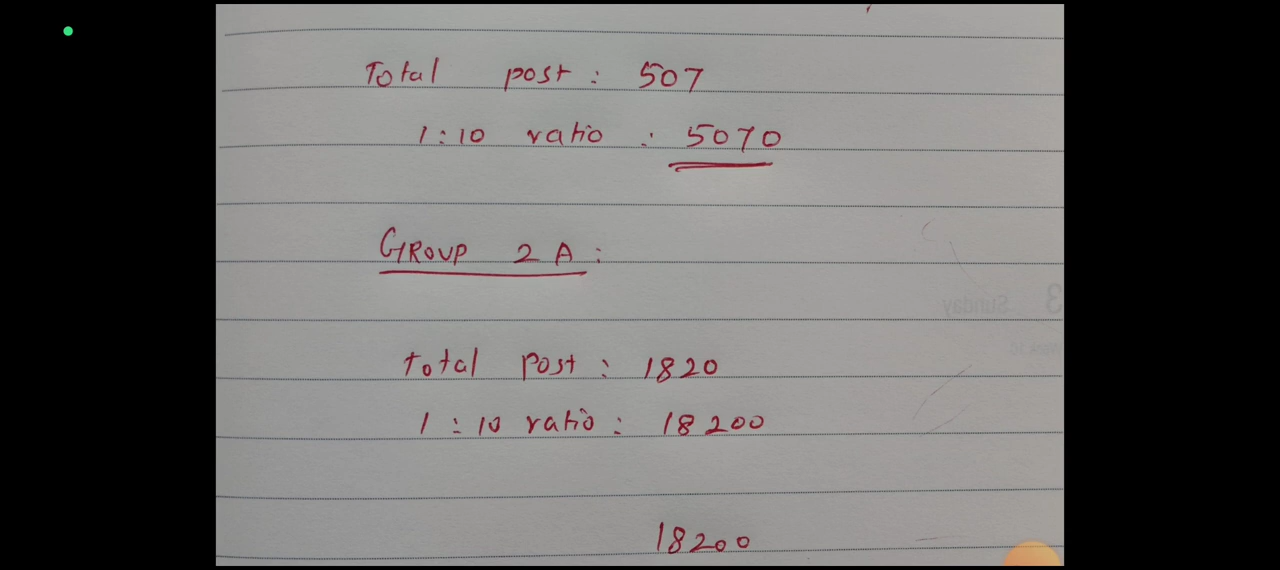 Total post : 507
1:10 ratio : 5070
GROUP 2 A :
Total post : 1820
1 : 10 ratio : 18200
18200